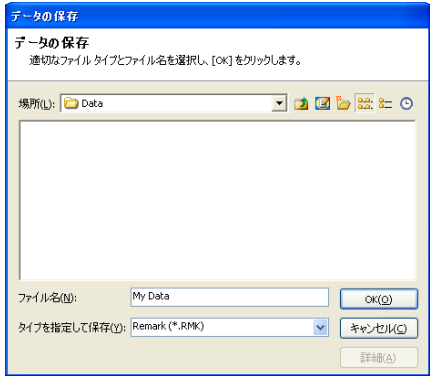 データの保存
データの保存
適切なファイル タイプとファイル名を選択し、[OK] をクリックします。
場所(L): Data
ファイル名(N): My Data OK(O)
タイプを指定して保存(Y): Remark (*.RMK) キャンセル(C)
詳細(A)